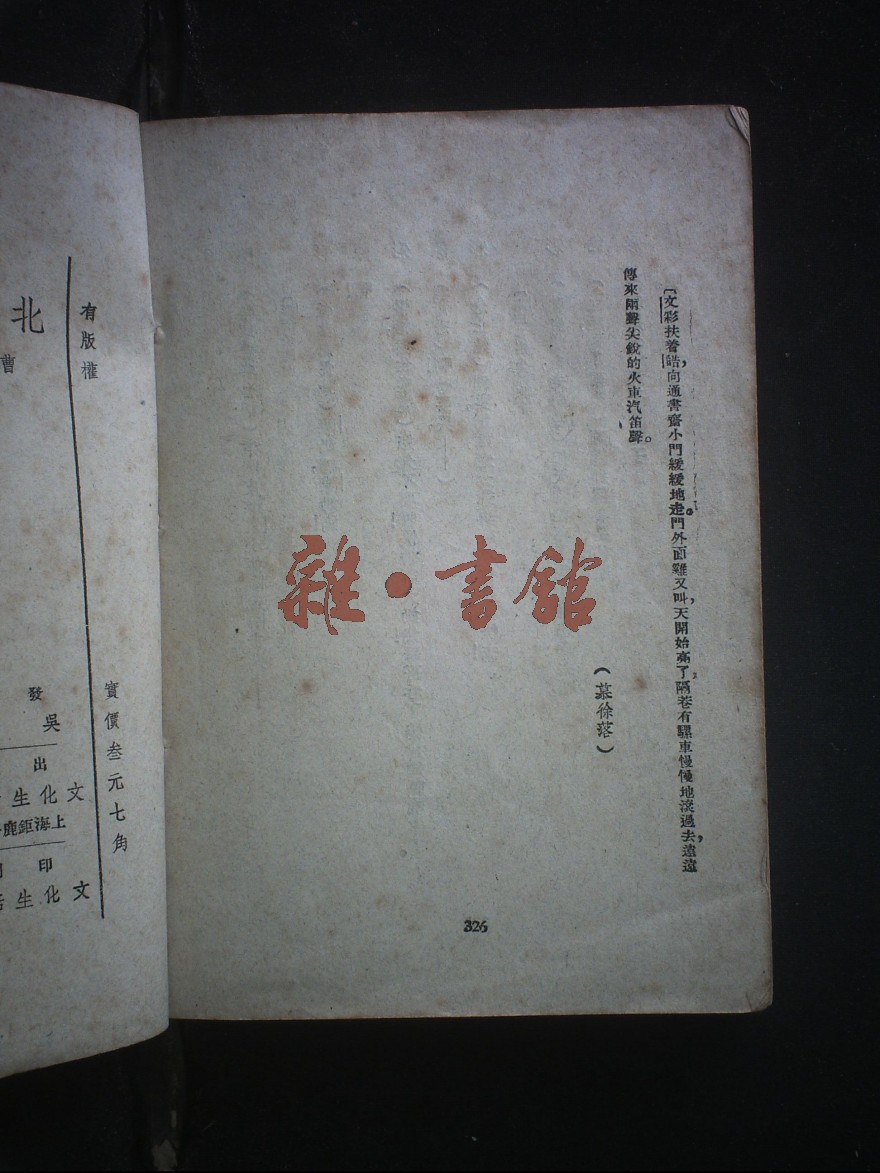 〔文彩扶着皓，向通書齋小門緩緩地走。門外面雞又叫，天開始亮了，隔巷有騾車慢慢地滾過去，遠遠
傳來兩聲尖銳的火車汽笛聲。
（幕徐落）
326
雜·書館
有版權
北
曹
實價叁元七角
發
吳
出
文化生
上海鉅鹿
印
文化生